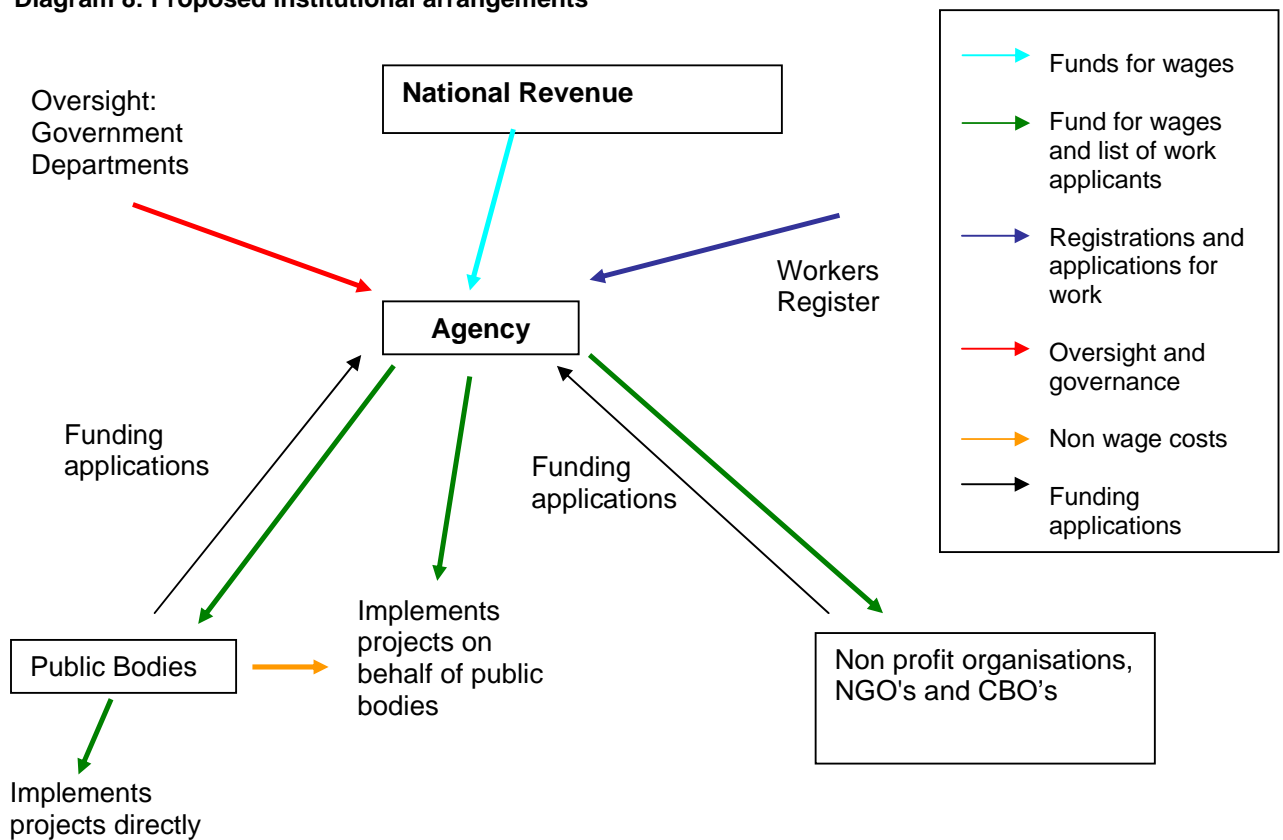 Diagram 8: Proposed institutional arrangements
Oversight:
Government
Departments
National Revenue
Workers
Register
Agency
Funding
applications
Funding
applications
Public Bodies
Implements
projects on
behalf of public
bodies
Non profit organisations,
NGO's and CBO's
Implements
projects directly
Funds for wages
Fund for wages
and list of work
applicants
Registrations and
applications for
work
Oversight and
governance
Non wage costs
Funding
applications